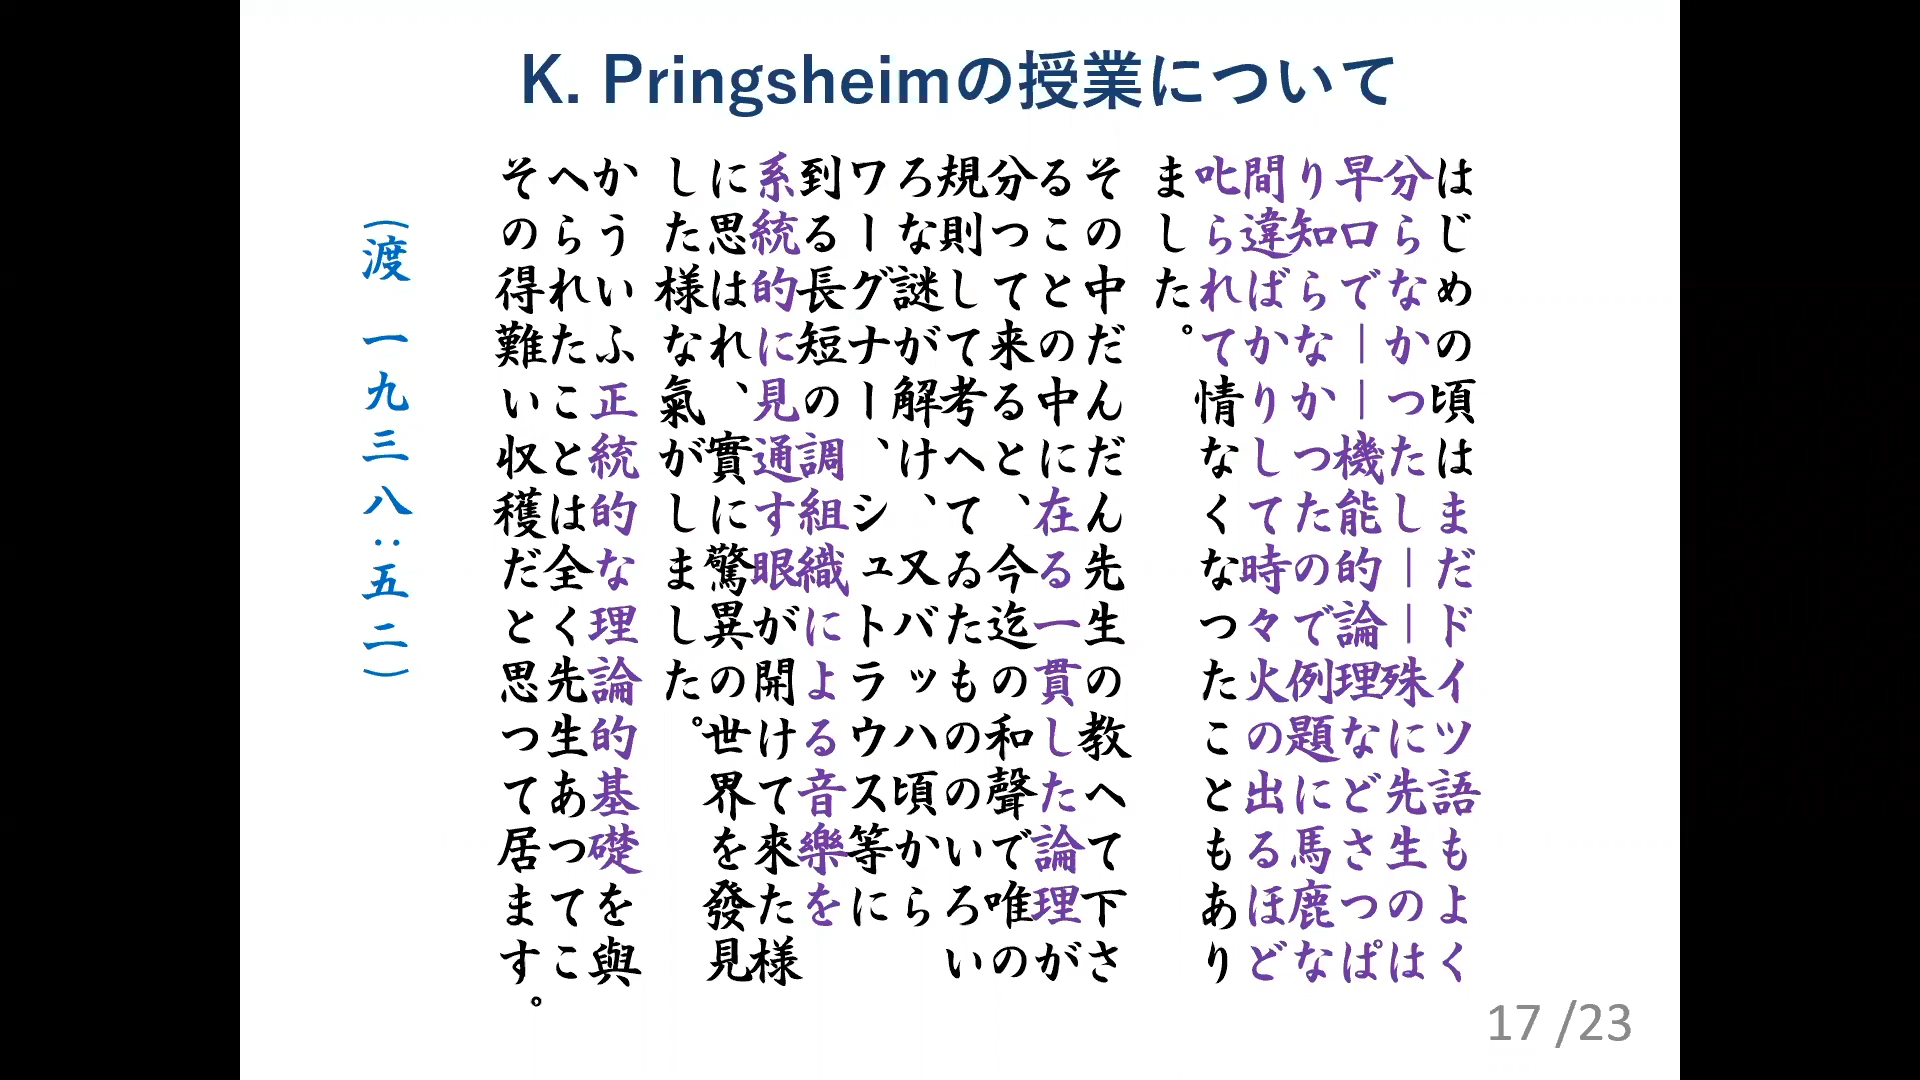 K. Pringsheimの授業について
はじめの頃はまだドイツ語もよく
分らなかつたし――殊に先生のは
早口で――機能的論理などさつぱ
り知らなかつたので例題に馬鹿な
間違ばかりして時々火の出るほど
叱られて情なくなつたことともあり
ました。
その中だんだん先生の教へて下さ
ることの中に在る一貫した論理が
分つて来ると、今迄の和聲で唯の
規則して考へてゐたもののいろい
ろな謎が解け、又バッハ頃から
ワーグナー、シュトラウス等に
到る長短の調組織による音樂を
系統的に見通す眼が開けて來た様
に思はれ、實に驚異の世界を發見
した様な氣がしました。
かういふ正統的な理論的基礎を與
へられたことは全く先生あつてこ
その得難い収穫だと思つて居ます。
（渡 一九三八：五二）
17 /23